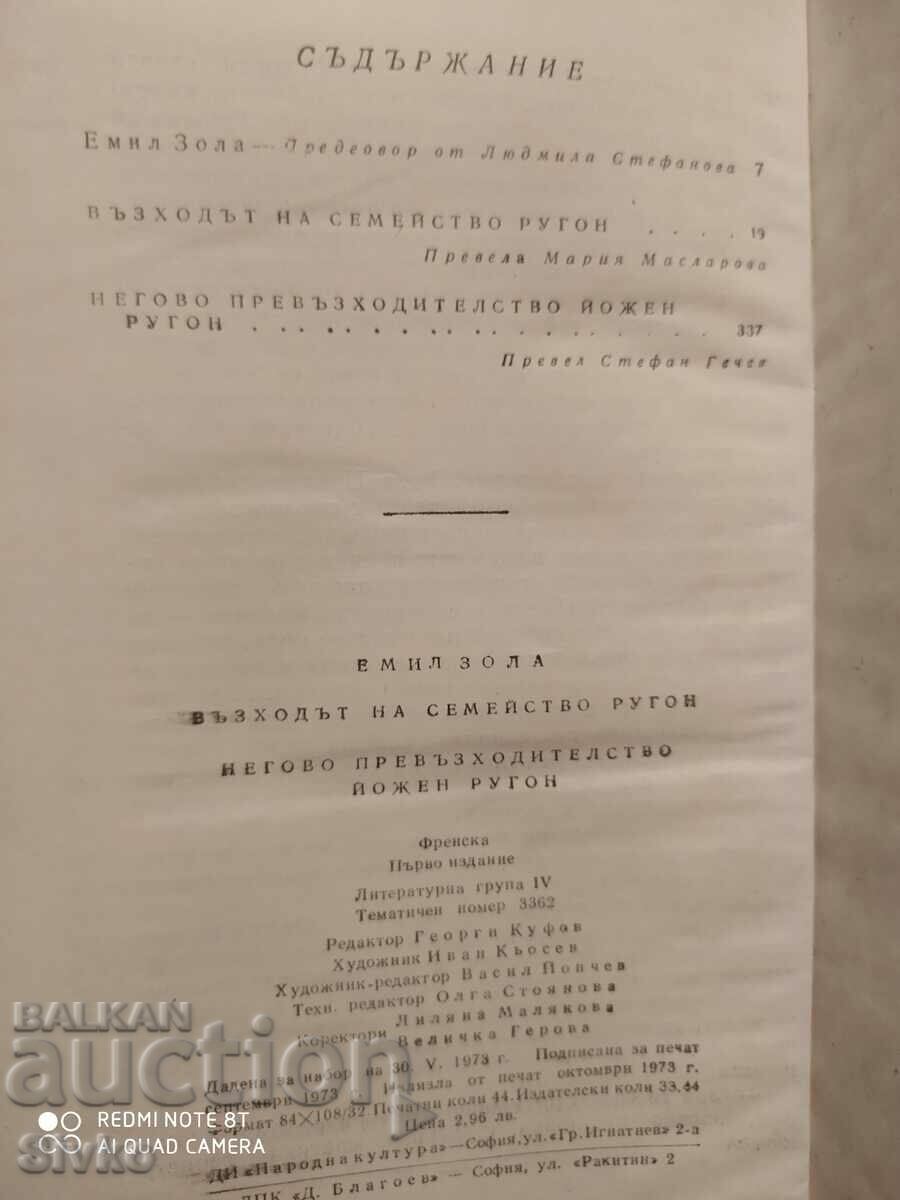 СЪДЪРЖАНИЕ
Емил Зола — Предговор от Людмила Стефанова 7
ВЪЗХОДЪТ НА СЕМЕЙСТВО РУГОН . . . . 19
Превела Мария Масларова
НЕГОВО ПРЕВЪЗХОДИТЕЛСТВО ЙОЖЕН
РУГОН . . . . . . . . . . . . . . . . . 337
Превел Стефан Гечев
ЕМИЛ ЗОЛА
ВЪЗХОДЪТ НА СЕМЕЙСТВО РУГОН
НЕГОВО ПРЕВЪЗХОДИТЕЛСТВО
ЙОЖЕН РУГОН
Френска
Първо издание
Литературна група IV
Тематичен номер 3362
Редактор Георги Куфов
Художник Иван Кьосев
Художник-редактор Васил Йончев
Техн. редактор Олга Стоянова
Коректори Лиляна Малякова
Величка Герова
Дадена за набор на 30. V. 1973 г. Подписана за печат
септември 1973 Излязла от печат октомври 1973 г.
Формат 84×108/32. Печатни коли 44. Издателски коли 33,44
Цена 2,96 лв.
ДИ «Народна култура» — София, ул. «Гр. Игнатиев» 2-а
ДПК «Д. Благоев» — София, ул. «Ракитин» 2
BALKAN
auction
REDMI NOTE 8T
AI QUAD CAMERA
Sivko